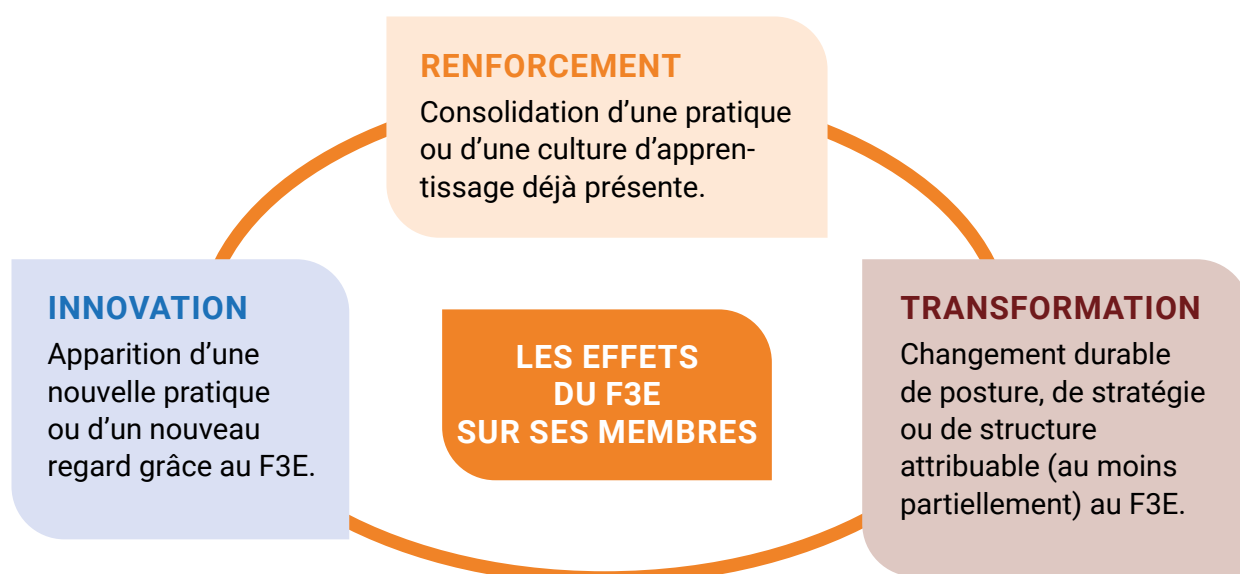 RENFORCEMENT
Consolidation d’une pratique
ou d’une culture d’appren-
tissage déjà présente.
INNOVATION
Apparition d’une
nouvelle pratique
ou d’un nouveau
regard grâce au F3E.
LES EFFETS
DU F3E
SUR SES MEMBRES
TRANSFORMATION
Changement durable
de posture, de stratégie
ou de structure
attribuable (au moins
partiellement) au F3E.